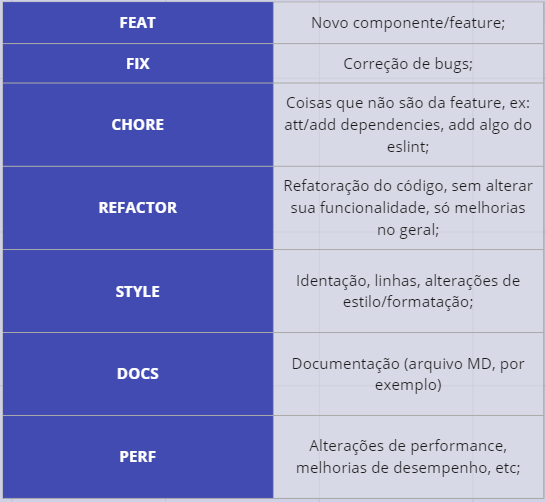 FEAT
Novo componente/feature;
FIX
Correção de bugs;
CHORE
Coisas que não são da feature, ex:
att/add dependencies, add algo do
eslint;
REFACTOR
Refatoração do código, sem alterar
sua funcionalidade, só melhorias
no geral;
STYLE
Identação, linhas, alterações de
estilo/formatação;
DOCS
Documentação (arquivo MD, por
exemplo)
PERF
Alterações de performance,
melhorias de desempenho, etc;